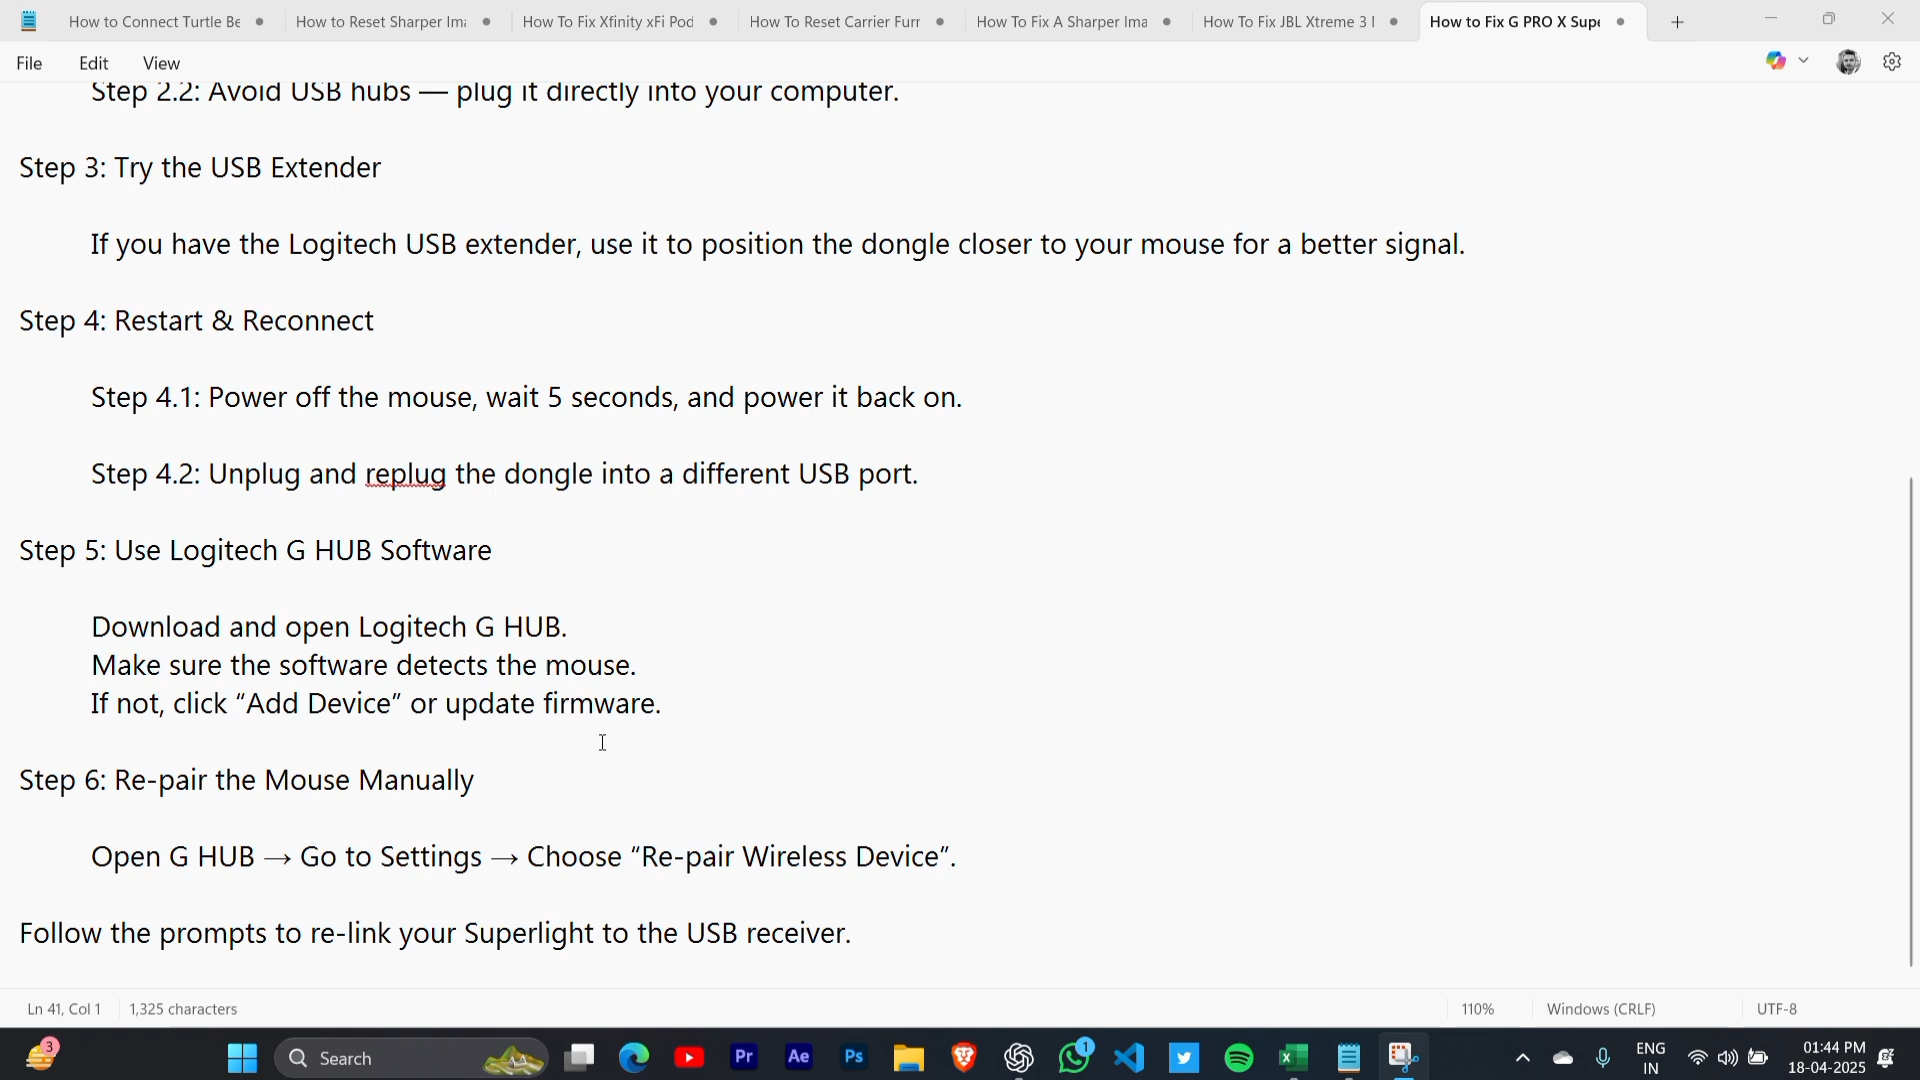 How to Connect Turtle Be
How to Reset Sharper Ima
How To Fix Xfinity xFi Pod
How To Reset Carrier Furr
How To Fix A Sharper Ima
How To Fix JBL Xtreme 3 I
How to Fix G PRO X Supe
File Edit View
Step 2.2: Avoid USB hubs — plug it directly into your computer.
Step 3: Try the USB Extender
If you have the Logitech USB extender, use it to position the dongle closer to your mouse for a better signal.
Step 4: Restart & Reconnect
Step 4.1: Power off the mouse, wait 5 seconds, and power it back on.
Step 4.2: Unplug and replug the dongle into a different USB port.
Step 5: Use Logitech G HUB Software
Download and open Logitech G HUB.
Make sure the software detects the mouse.
If not, click “Add Device” or update firmware.
Step 6: Re-pair the Mouse Manually
Open G HUB → Go to Settings → Choose “Re-pair Wireless Device”.
Follow the prompts to re-link your Superlight to the USB receiver.
Ln 41, Col 1 1,325 characters 110% Windows (CRLF) UTF-8
3
Search
Pr
Ae
Ps
1
ENG
IN
01:44 PM
18-04-2025